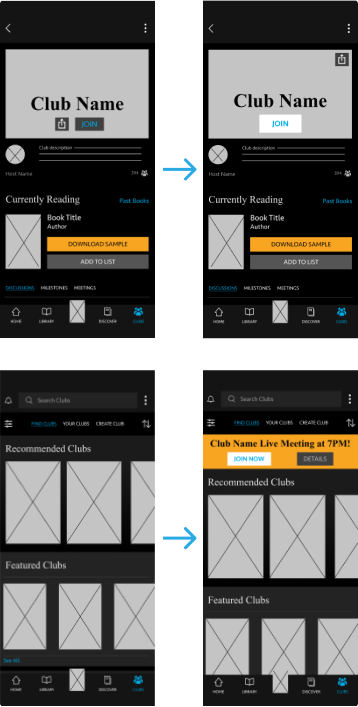 Club Name
JOIN
Club description
Host Name
294
Currently Reading
Past Books
Book Title
Author
DOWNLOAD SAMPLE
ADD TO LIST
DISCUSSIONS MILESTONES MEETINGS
HOME LIBRARY DISCOVER CLUBS
Club Name
JOIN
Club description
Host Name
294
Currently Reading
Past Books
Book Title
Author
DOWNLOAD SAMPLE
ADD TO LIST
DISCUSSIONS MILESTONES MEETINGS
HOME LIBRARY DISCOVER CLUBS
Search Clubs
FIND CLUBS YOUR CLUBS CREATE CLUB
Recommended Clubs
Featured Clubs
See All
HOME LIBRARY DISCOVER CLUBS
Search Clubs
FIND CLUBS YOUR CLUBS CREATE CLUB
Club Name Live Meeting at 7PM!
JOIN NOW DETAILS
Recommended Clubs
Featured Clubs
HOME LIBRARY DISCOVER CLUBS